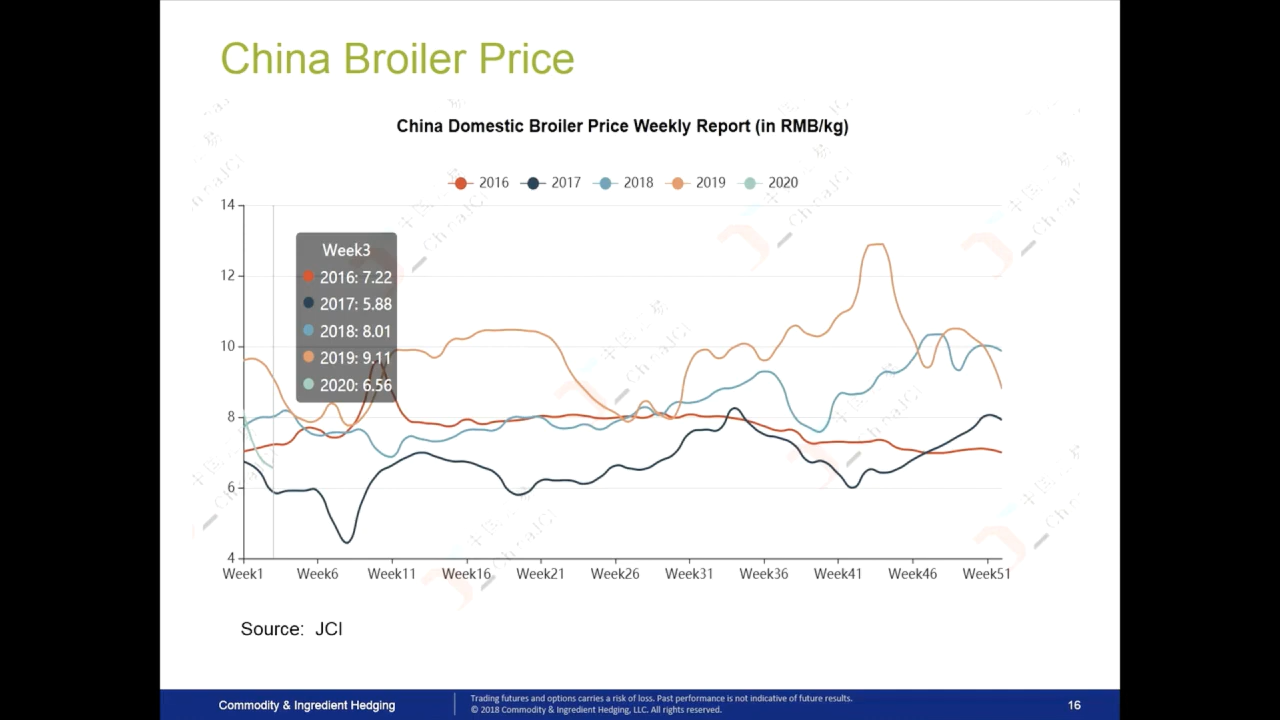 China Broiler Price
China Domestic Broiler Price Weekly Report (in RMB/kg)
2016 2017 2018 2019 2020
14
12
10
8
6
4
Week3
2016: 7.22
2017: 5.88
2018: 8.01
2019: 9.11
2020: 6.56
Week1 Week6 Week11 Week16 Week21 Week26 Week31 Week36 Week41 Week46 Week51
Source: JCI
Commodity & Ingredient Hedging
Trading futures and options carries a risk of loss. Past performance is not indicative of future results.
© 2018 Commodity & Ingredient Hedging, LLC. All rights reserved.
16